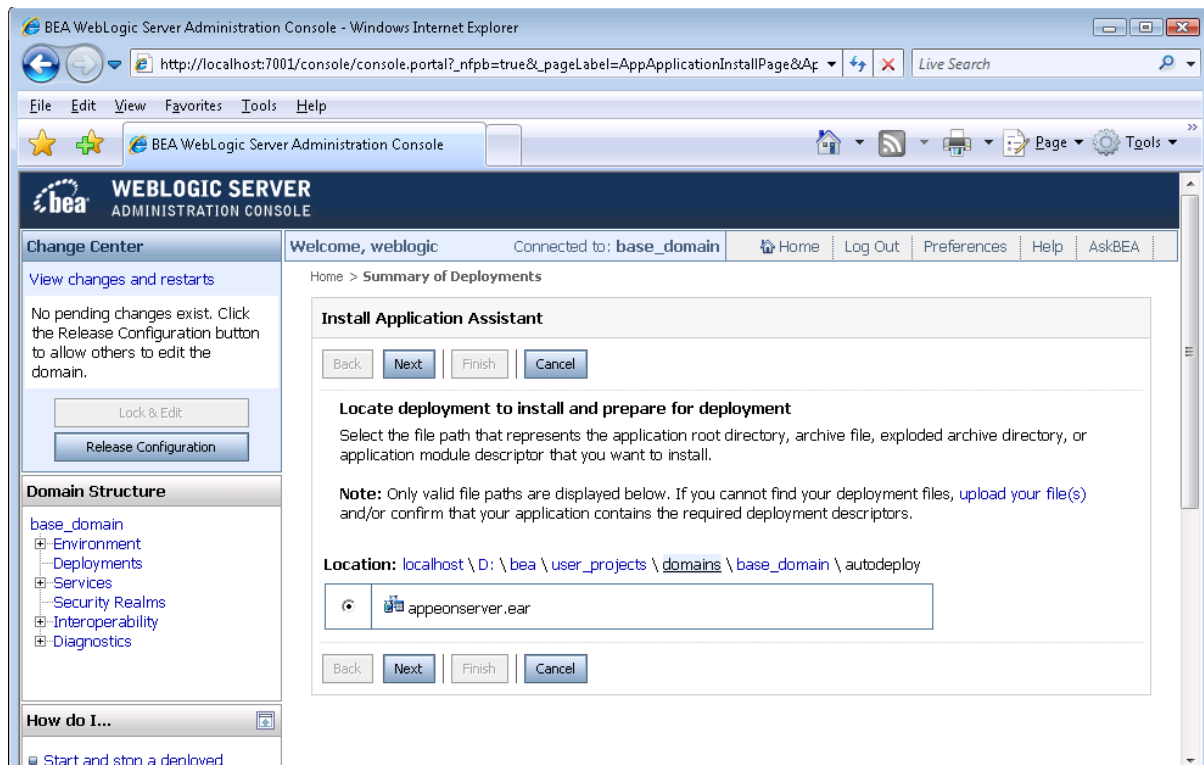 BEA WebLogic Server Administration Console - Windows Internet Explorer
http://localhost:7001/console/console.portal?_nfpb=true&_pageLabel=AppApplicationInstallPage&Ap
Live Search
File Edit View Favorites Tools Help
BEA WebLogic Server Administration Console
Page Tools
bea
WEBLOGIC SERVER
ADMINISTRATION CONSOLE
Change Center
View changes and restarts
No pending changes exist. Click
the Release Configuration button
to allow others to edit the
domain.
Lock & Edit
Release Configuration
Domain Structure
base_domain
Environment
Deployments
Services
Security Realms
Interoperability
Diagnostics
How do I...
Start and stop a deployed
Welcome, weblogic Connected to: base_domain Home Log Out Preferences Help AskBEA
Home > Summary of Deployments
Install Application Assistant
Back Next Finish Cancel
Locate deployment to install and prepare for deployment
Select the file path that represents the application root directory, archive file, exploded archive directory, or
application module descriptor that you want to install.
Note: Only valid file paths are displayed below. If you cannot find your deployment files, upload your file(s)
and/or confirm that your application contains the required deployment descriptors.
Location: localhost \ D: \ bea \ user_projects \ domains \ base_domain \ autodeploy
appeonserver.ear
Back Next Finish Cancel